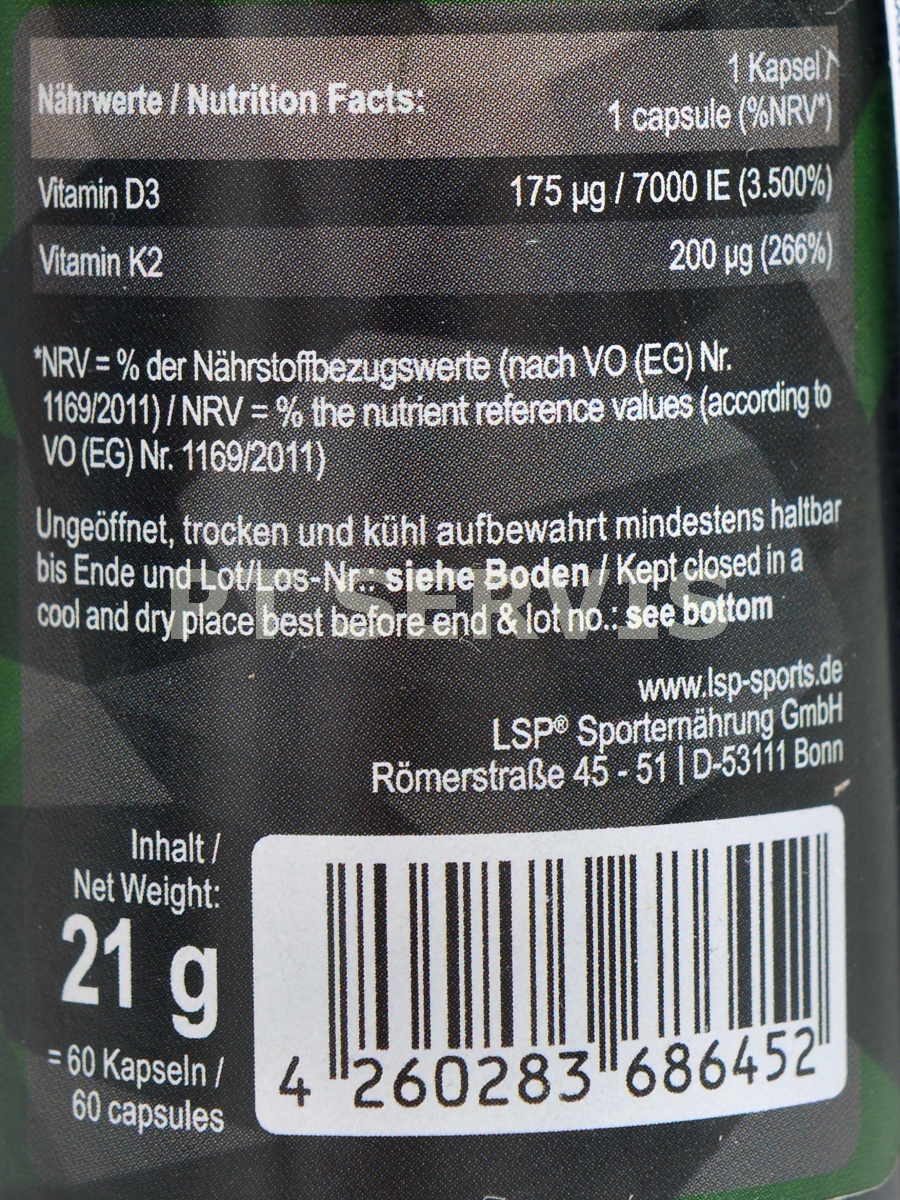 Nährwerte / Nutrition Facts:
1 Kapsel /
1 capsule (%NRV*)
Vitamin D3 175 µg / 7000 IE (3.500%)
Vitamin K2 200 µg (266%)
*NRV = % der Nährstoffbezugswerte (nach VO (EG) Nr.
1169/2011) / NRV = % the nutrient reference values (according to
VO (EG) Nr. 1169/2011)
Ungeöffnet, trocken und kühl aufbewahrt mindestens haltbar
bis Ende und Lot/Los-Nr.: siehe Boden / Kept closed in a
cool and dry place best before end & lot no.: see bottom
PT SERVIS
www.lsp-sports.de
LSP® Sporternährung GmbH
Römerstraße 45 - 51 | D-53111 Bonn
Inhalt /
Net Weight:
21 g
= 60 Kapseln /
60 capsules
4 260283 686452